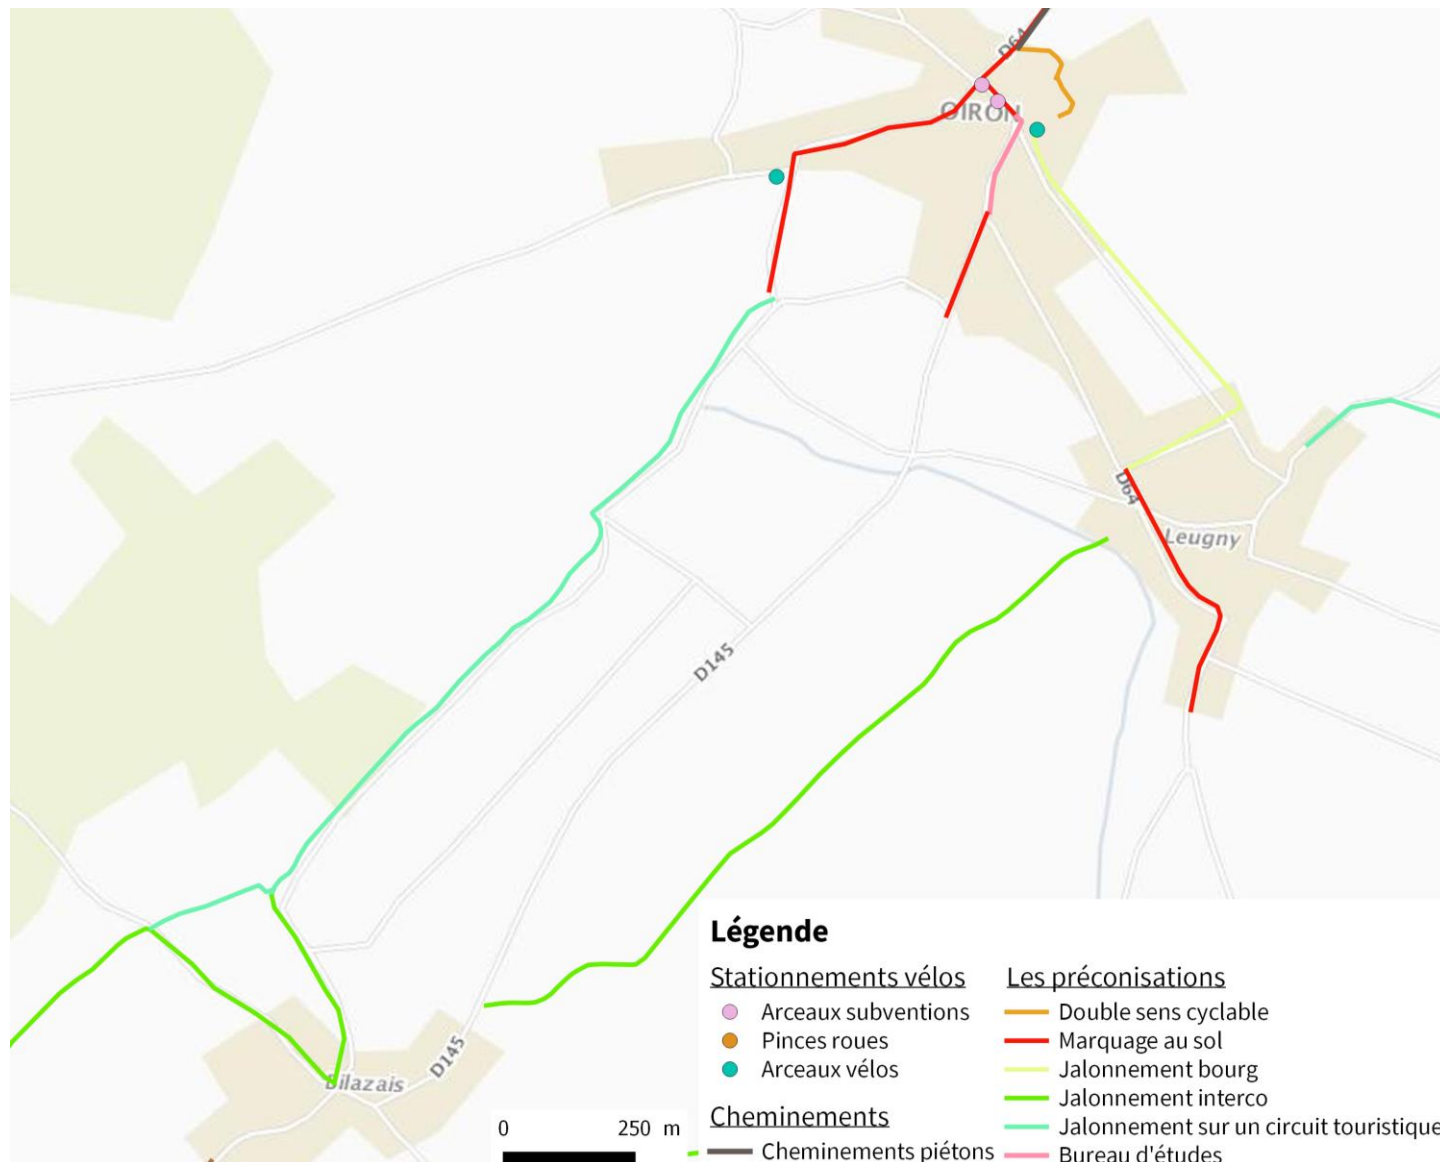 D64
OIRON
D64
Leugny
D145
D145
Bilazais
0 250 m
Légende
Stationnements vélos
Arceaux subventions
Pinces roues
Arceaux vélos
Cheminements
Cheminements piétons
Les préconisations
Double sens cyclable
Marquage au sol
Jalonnement bourg
Jalonnement interco
Jalonnement sur un circuit touristique
Bureau d'études